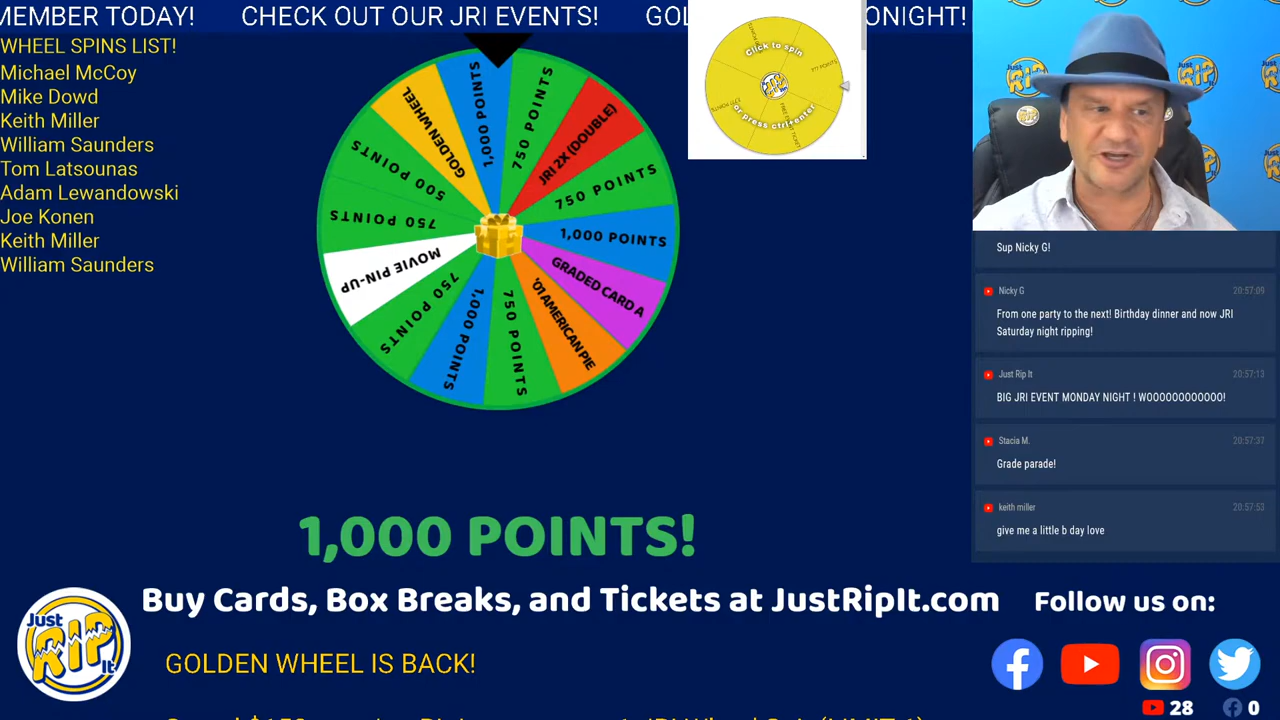 MEMBER TODAY! CHECK OUT OUR JRI EVENTS! GOL
ONIGHT!
WHEEL SPINS LIST!
Michael McCoy
Mike Dowd
Keith Miller
William Saunders
Tom Latsounas
Adam Lewandowski
Joe Konen
Keith Miller
William Saunders
1,000 POINTS
750 POINTS
JRI 2X (DOUBLE)
750 POINTS
1,000 POINTS
GRADED CARD A
'01 AMERICAN PIE
750 POINTS
1,000 POINTS
750 POINTS
MOVIE PIN-UP
750 POINTS
500 POINTS
GOLDEN WHEEL
Click to spin
or press ctrl+enter
1,000 POINTS!
Sup Nicky G!
Nicky G 20:57:09
From one party to the next! Birthday dinner and now JRI
Saturday night ripping!
Just Rip It 20:57:13
BIG JRI EVENT MONDAY NIGHT ! WOOOOOOOOOOO!
Stacia M. 20:57:37
Grade parade!
keith miller 20:57:53
give me a little b day love
Buy Cards, Box Breaks, and Tickets at JustRipIt.com
Follow us on:
Just
RIP
It
GOLDEN WHEEL IS BACK!
28
0